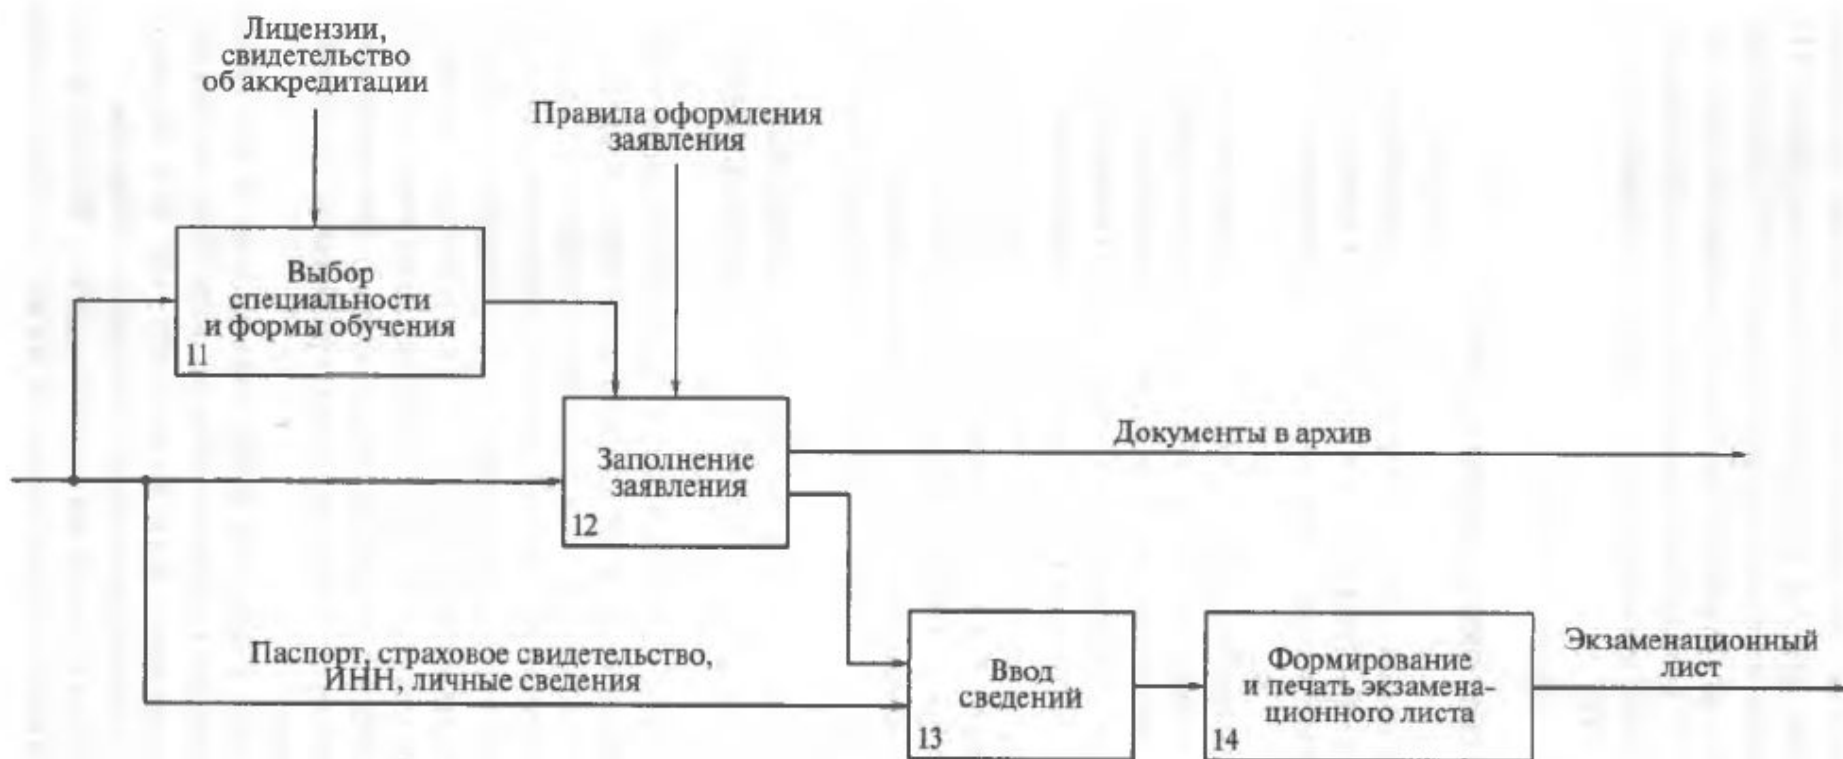 Лицензии,
свидетельство
об аккредитации
Правила оформления
заявления
Выбор
специальности
и формы обучения
11
Заполнение
заявления
12
Документы в архив
Паспорт, страховое свидетельство,
ИНН, личные сведения
Ввод
сведений
13
Формирование
и печать экзамена-
ционного листа
14
Экзаменационный
лист